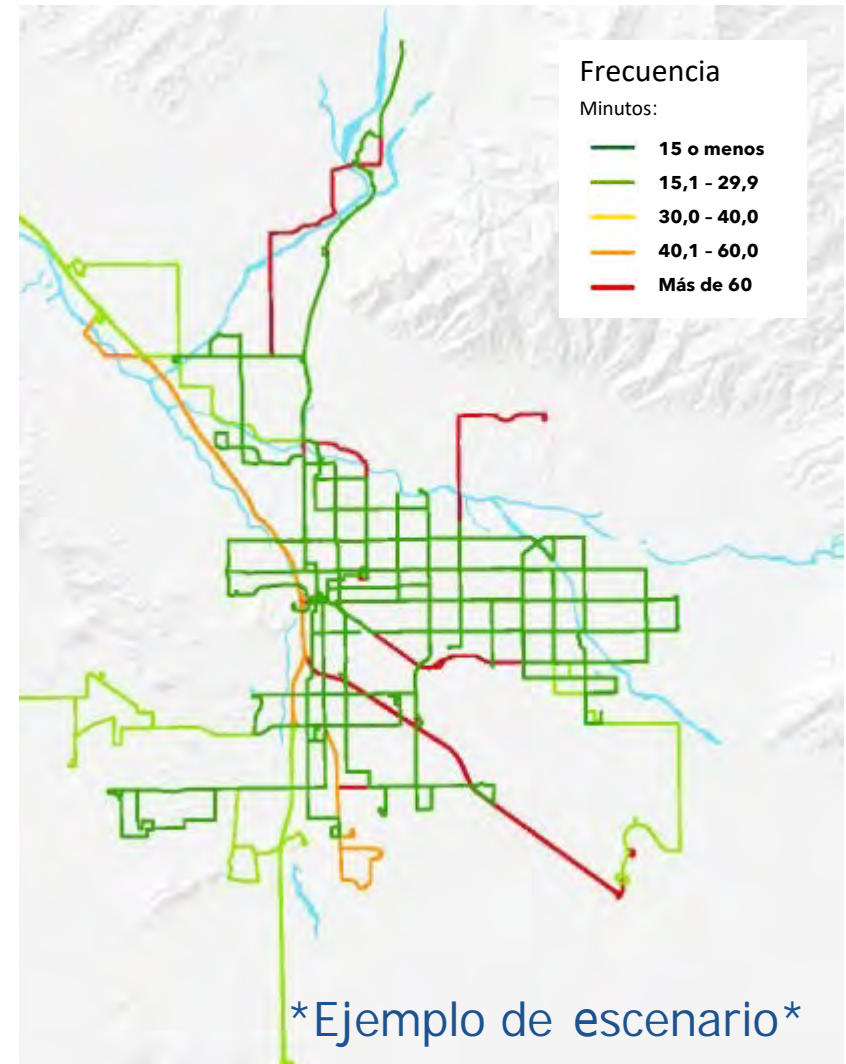 Frecuencia
Minutos:
15 o menos
15,1 - 29,9
30,0 - 40,0
40,1 - 60,0
Más de 60
*Ejemplo de escenario*